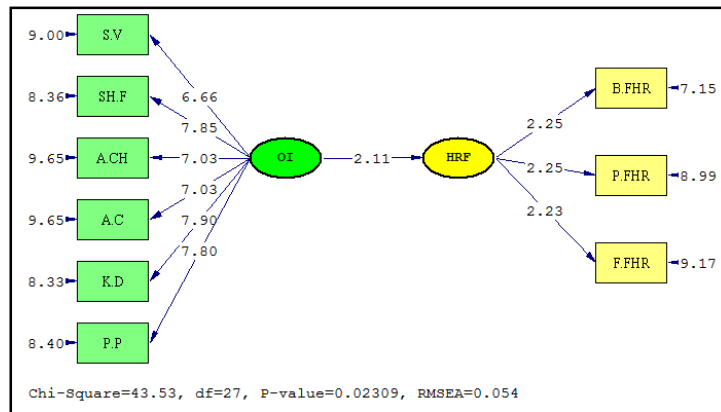 9.00 S.V
6.66
8.36 SH.F
7.85
B.FHR 7.15
2.25
9.65 A.CH
7.03
OI 2.11 HRF
2.25
P.FHR 8.99
9.65 A.C
7.03
2.23
7.90
F.FHR 9.17
8.33 K.D
7.80
8.40 P.P
Chi-Square=43.53, df=27, P-value=0.02309, RMSEA=0.054